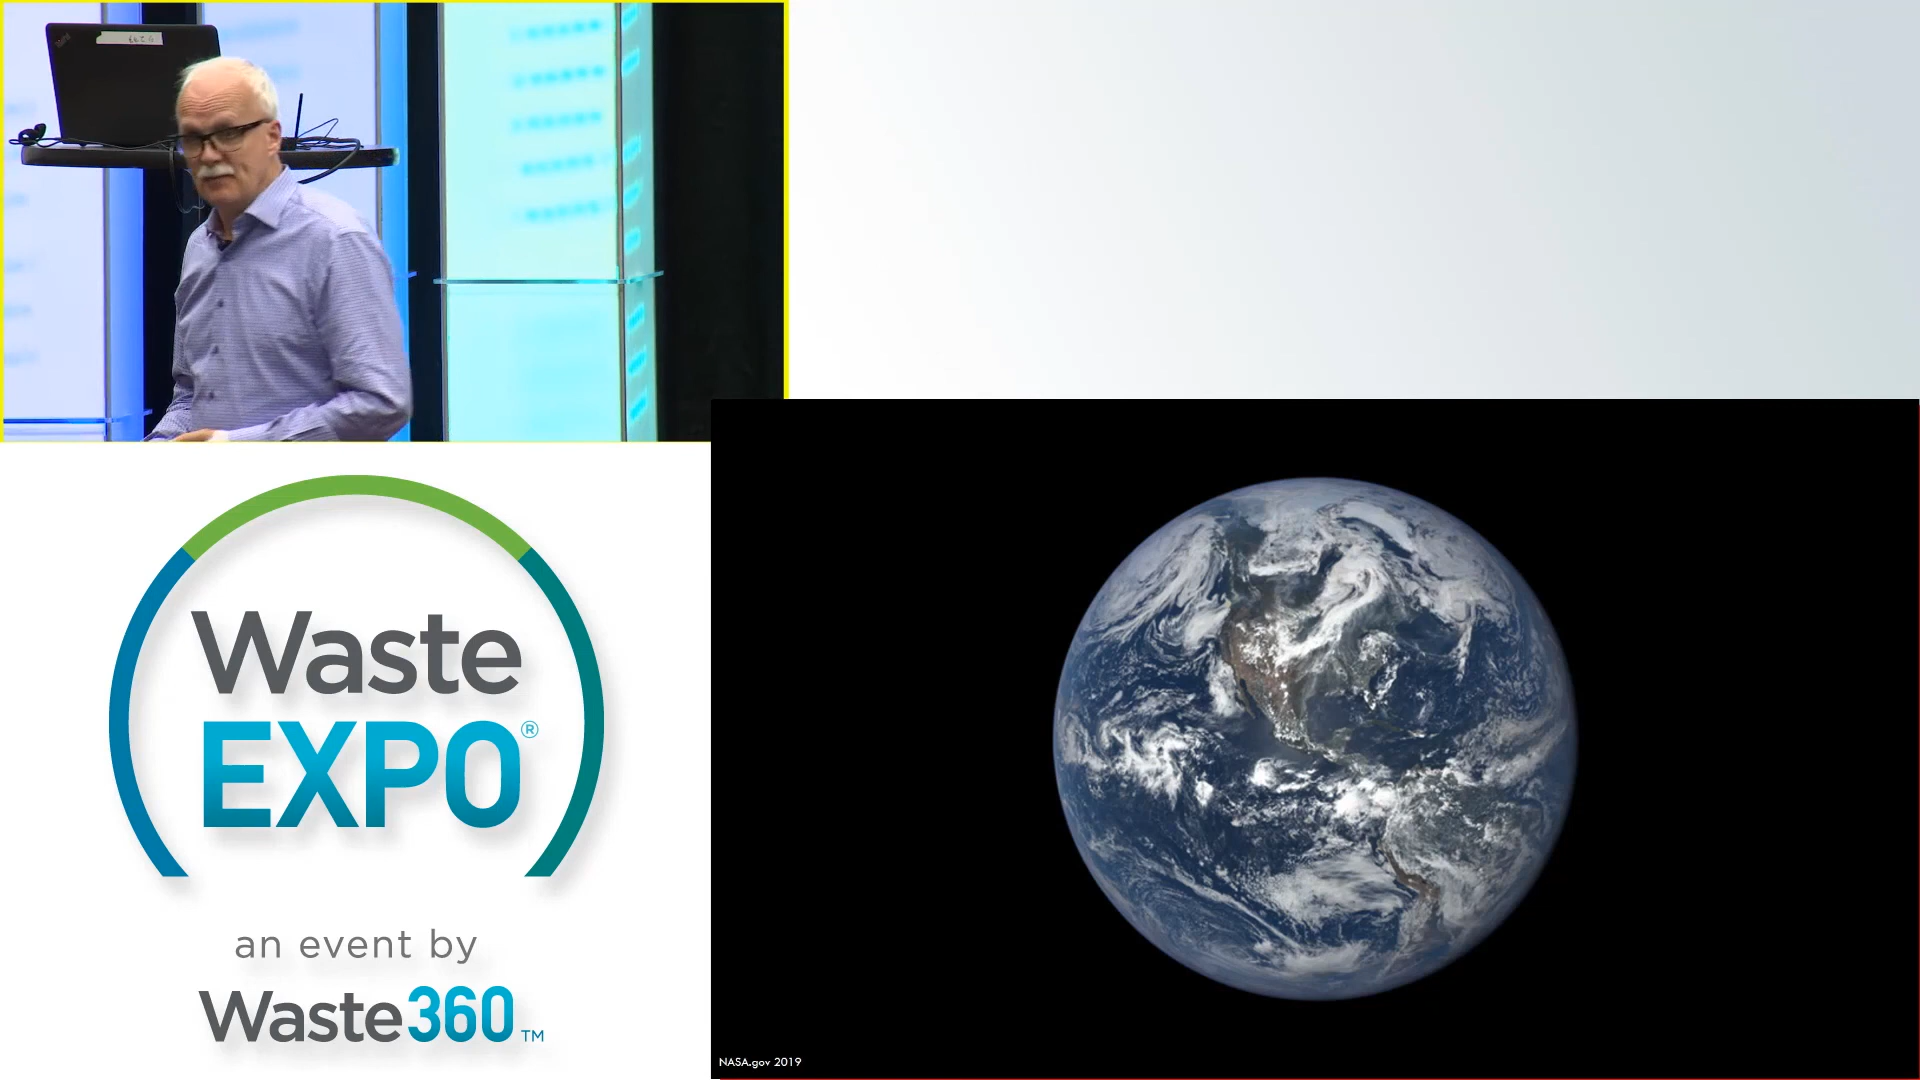 Waste
EXPO®
an event by
Waste360™
NASA.gov 2019